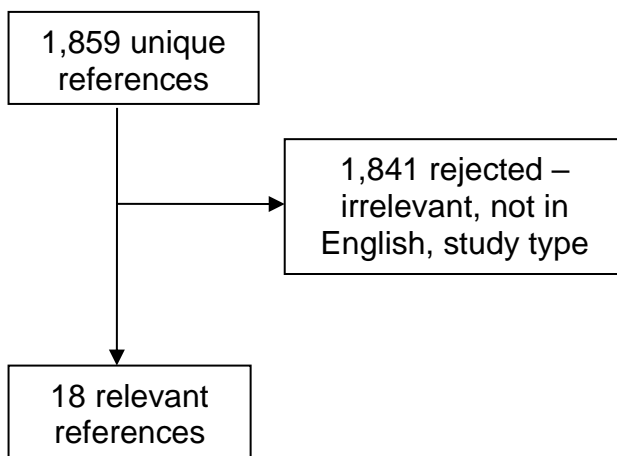 1,859 unique
references
1,841 rejected –
irrelevant, not in
English, study type
18 relevant
references